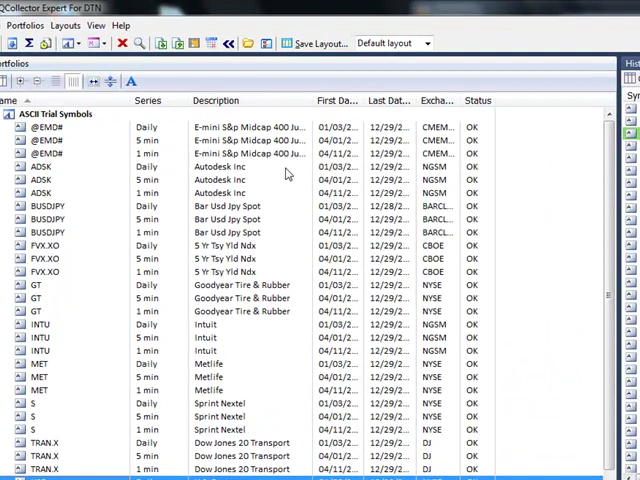 QCollector Expert For DTN
Portfolios Layouts View Help
Save Layout... Default layout
ortfolios
Hist
ame Series Description First Da... Last Da... Excha... Status
ASCII Trial Symbols
@EMD# Daily E-mini S&p Midcap 400 Ju... 01/03/2... 12/29/2... CMEM... OK
@EMD# 5 min E-mini S&p Midcap 400 Ju... 04/01/2... 12/29/2... CMEM... OK
@EMD# 1 min E-mini S&p Midcap 400 Ju... 04/11/2... 12/29/2... CMEM... OK
ADSK Daily Autodesk Inc 01/03/2... 12/29/2... NGSM OK
ADSK 5 min Autodesk Inc 04/01/2... 12/29/2... NGSM OK
ADSK 1 min Autodesk Inc 04/11/2... 12/29/2... NGSM OK
BUSDJPY Daily Bar Usd Jpy Spot 01/03/2... 12/28/2... BARCL... OK
BUSDJPY 5 min Bar Usd Jpy Spot 04/01/2... 12/29/2... BARCL... OK
BUSDJPY 1 min Bar Usd Jpy Spot 04/11/2... 12/29/2... BARCL... OK
FVX.XO Daily 5 Yr Tsy Yld Ndx 01/03/2... 12/29/2... CBOE OK
FVX.XO 5 min 5 Yr Tsy Yld Ndx 04/01/2... 12/29/2... CBOE OK
FVX.XO 1 min 5 Yr Tsy Yld Ndx 04/11/2... 12/29/2... CBOE OK
GT Daily Goodyear Tire & Rubber 01/03/2... 12/29/2... NYSE OK
GT 5 min Goodyear Tire & Rubber 04/01/2... 12/29/2... NYSE OK
GT 1 min Goodyear Tire & Rubber 04/11/2... 12/29/2... NYSE OK
INTU Daily Intuit 01/03/2... 12/29/2... NGSM OK
INTU 5 min Intuit 04/01/2... 12/29/2... NGSM OK
INTU 1 min Intuit 04/11/2... 12/29/2... NGSM OK
MET Daily Metlife 01/03/2... 12/29/2... NYSE OK
MET 5 min Metlife 04/01/2... 12/29/2... NYSE OK
MET 1 min Metlife 04/11/2... 12/29/2... NYSE OK
S Daily Sprint Nextel 01/03/2... 12/29/2... NYSE OK
S 5 min Sprint Nextel 04/01/2... 12/29/2... NYSE OK
S 1 min Sprint Nextel 04/11/2... 12/29/2... NYSE OK
TRAN.X Daily Dow Jones 20 Transport 01/03/2... 12/29/2... DJ OK
TRAN.X 5 min Dow Jones 20 Transport 04/01/2... 12/29/2... DJ OK
TRAN.X 1 min Dow Jones 20 Transport 04/11/2... 12/29/2... DJ OK